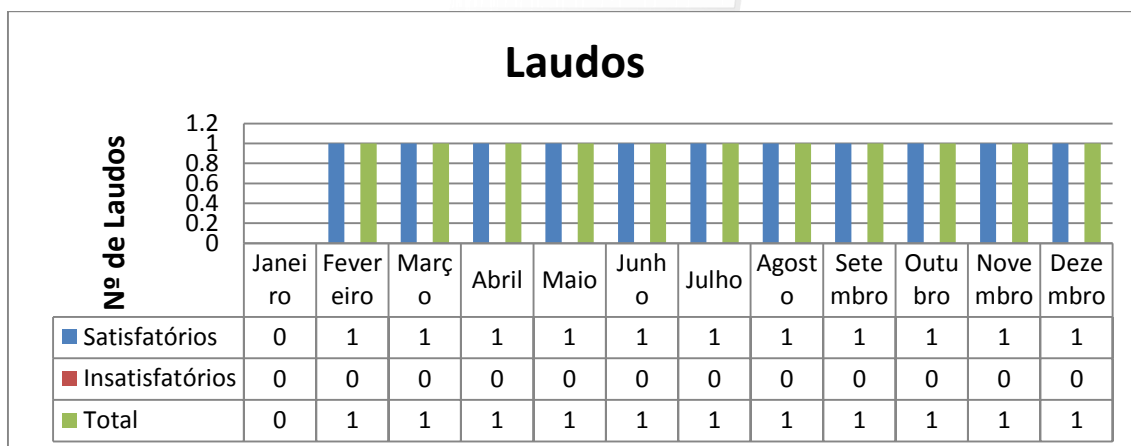 Laudos
Nº de Laudos
1.2
1
0.8
0.6
0.4
0.2
0
Janei Fever Març Abril Maio Junh Julho Agost Sete Outu Nove Deze
ro eiro o o o mbro bro mbro mbro
Satisfatórios 0 1 1 1 1 1 1 1 1 1 1 1
Insatisfatórios 0 0 0 0 0 0 0 0 0 0 0 0
Total 0 1 1 1 1 1 1 1 1 1 1 1